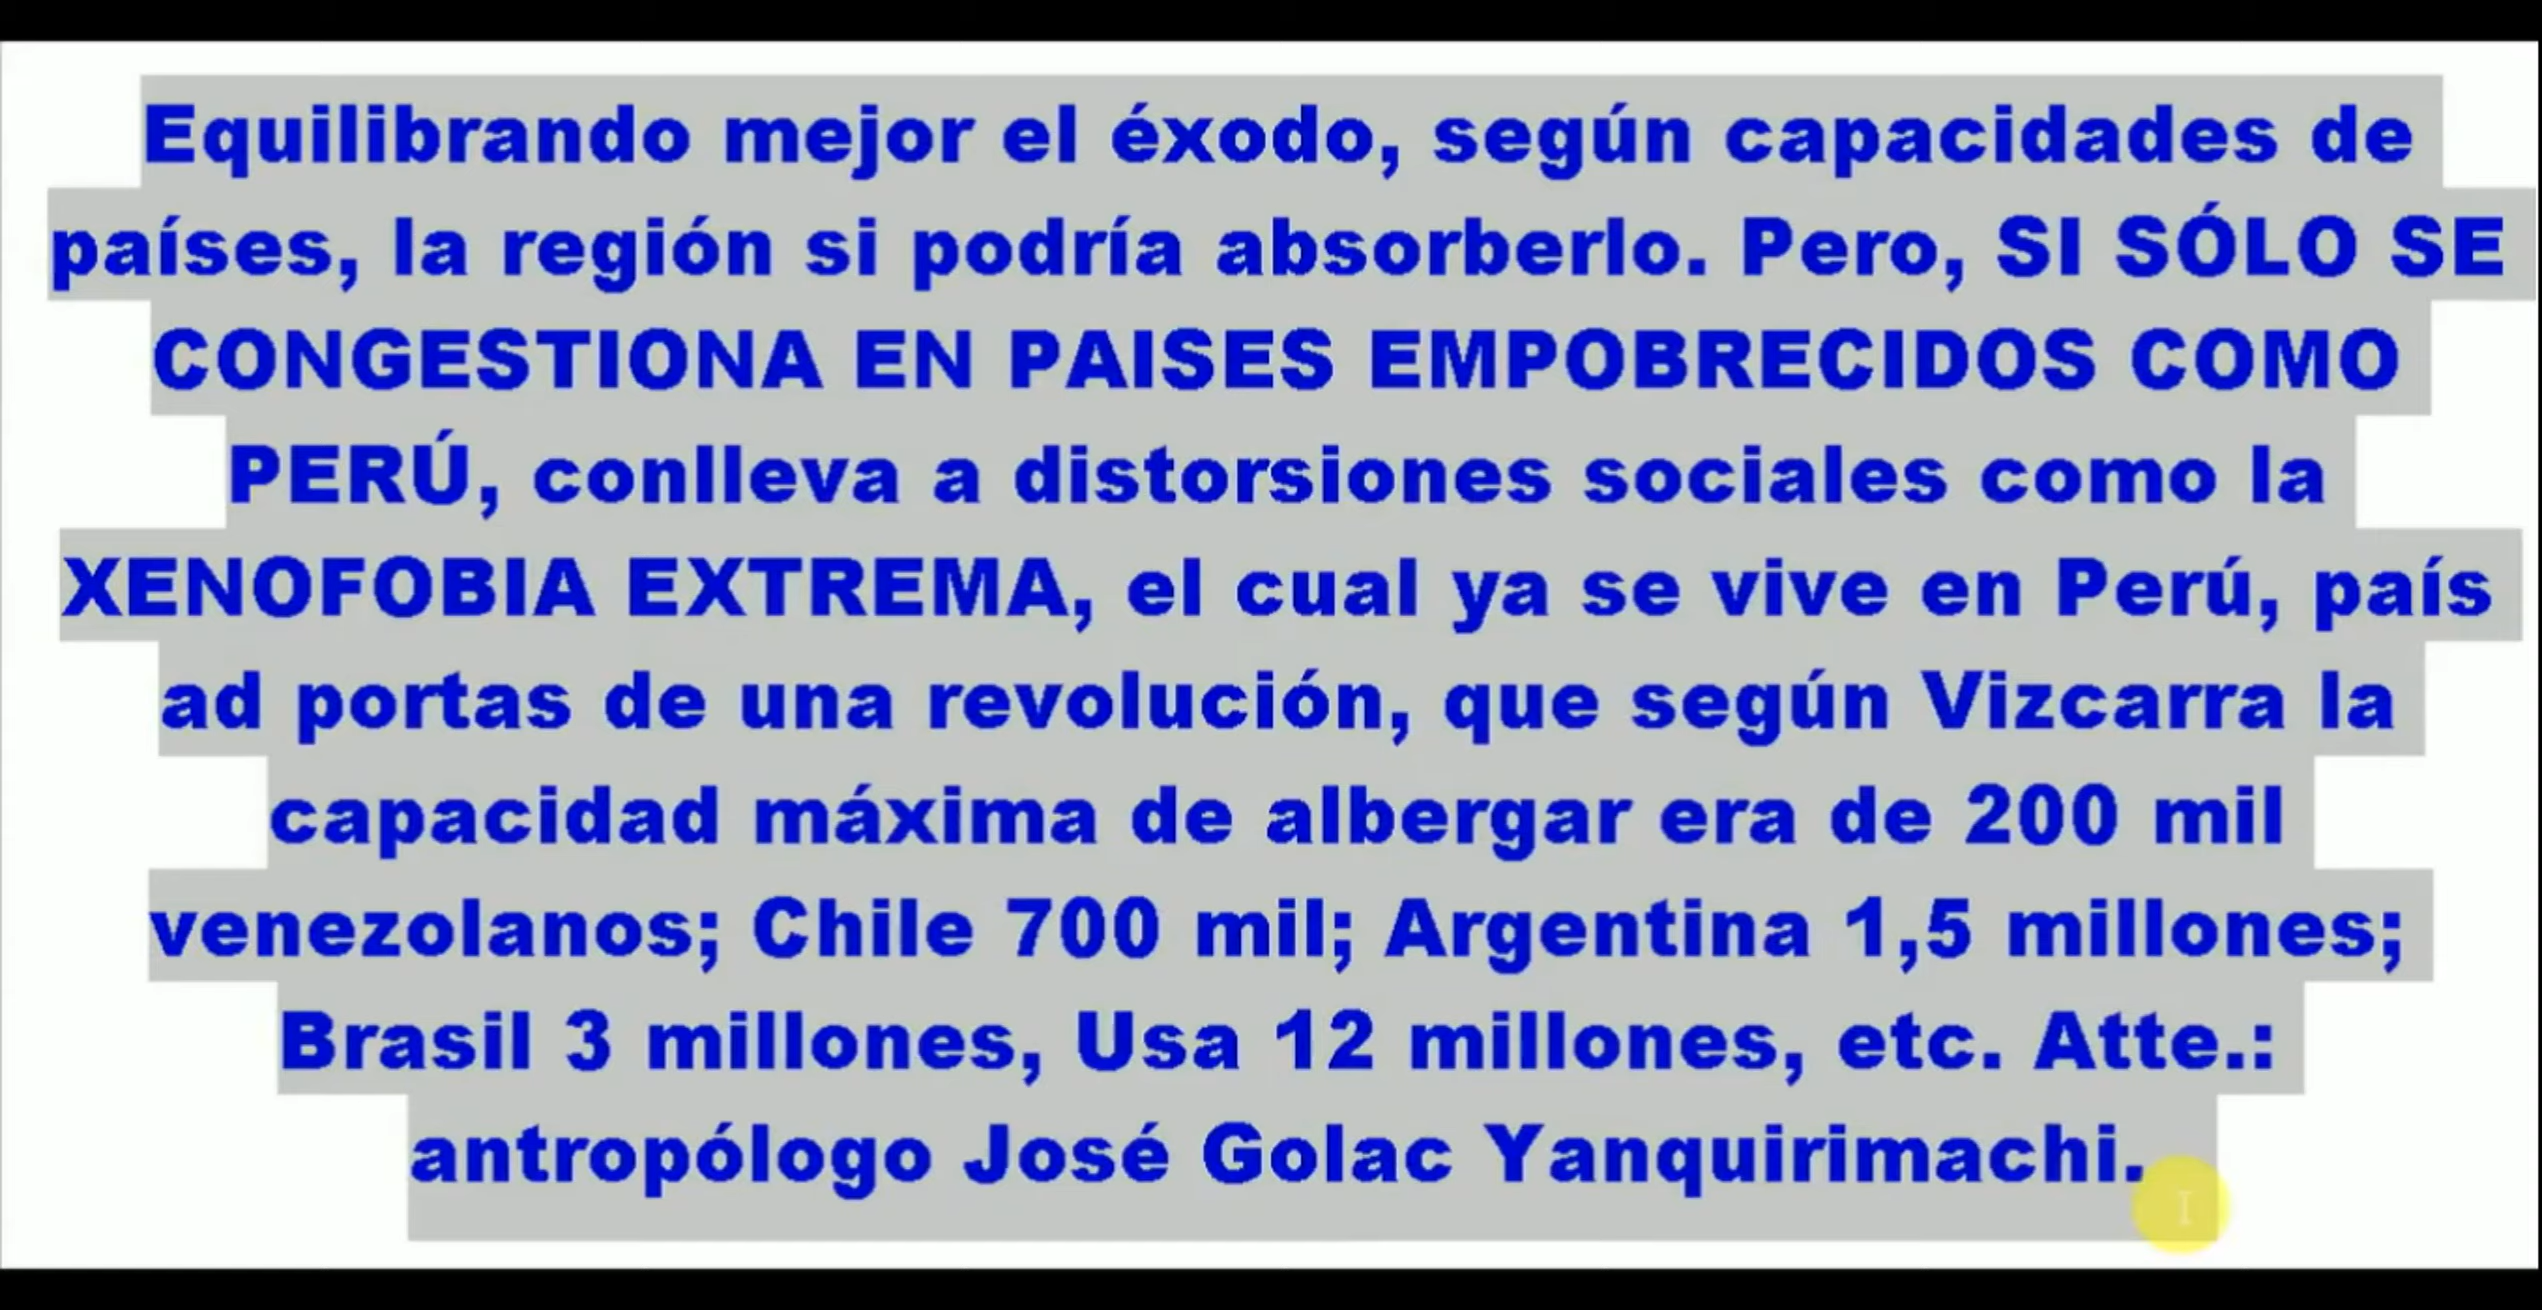 Equilibrando mejor el éxodo, según capacidades de
países, la región si podría absorberlo. Pero, SI SÓLO SE
CONGESTIONA EN PAISES EMPOBRECIDOS COMO
PERÚ, conlleva a distorsiones sociales como la
XENOFOBIA EXTREMA, el cual ya se vive en Perú, país
ad portas de una revolución, que según Vizcarra la
capacidad máxima de albergar era de 200 mil
venezolanos; Chile 700 mil; Argentina 1,5 millones;
Brasil 3 millones, Usa 12 millones, etc. Atte.:
antropólogo José Golac Yanquirimachi.